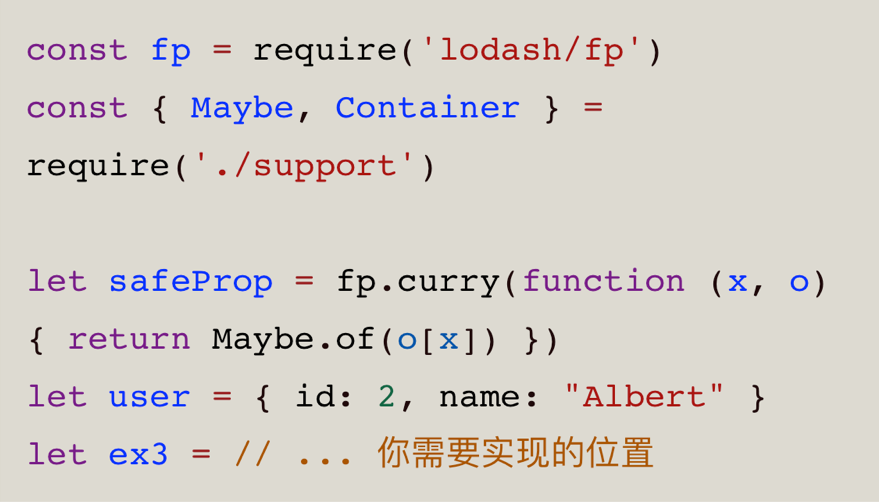 const fp = require('lodash/fp')
const { Maybe, Container } =
require('./support')
let safeProp = fp.curry(function (x, o)
{ return Maybe.of(o[x]) })
let user = { id: 2, name: "Albert" }
let ex3 = // ... 你需要实现的位置